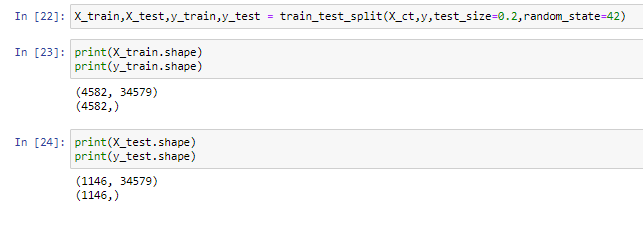 In [22]: X_train,X_test,y_train,y_test = train_test_split(X_ct,y,test_size=0.2,random_state=42)
In [23]: print(X_train.shape)
print(y_train.shape)
(4582, 34579)
(4582,)
In [24]: print(X_test.shape)
print(y_test.shape)
(1146, 34579)
(1146,)